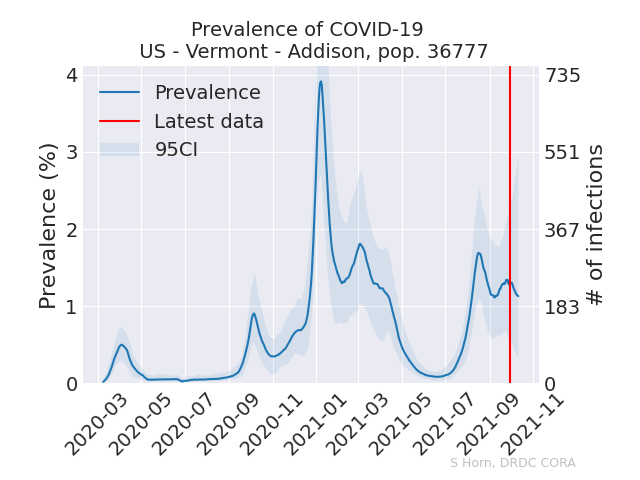 Prevalence of COVID-19
US - Vermont - Addison, pop. 36777
Prevalence
Latest data
95CI
Prevalence (%)
4
3
2
1
0
735
551
367
183
0
# of infections
2020-03
2020-05
2020-07
2020-09
2020-11
2021-01
2021-03
2021-05
2021-07
2021-09
2021-11
S Horn, DRDC CORA